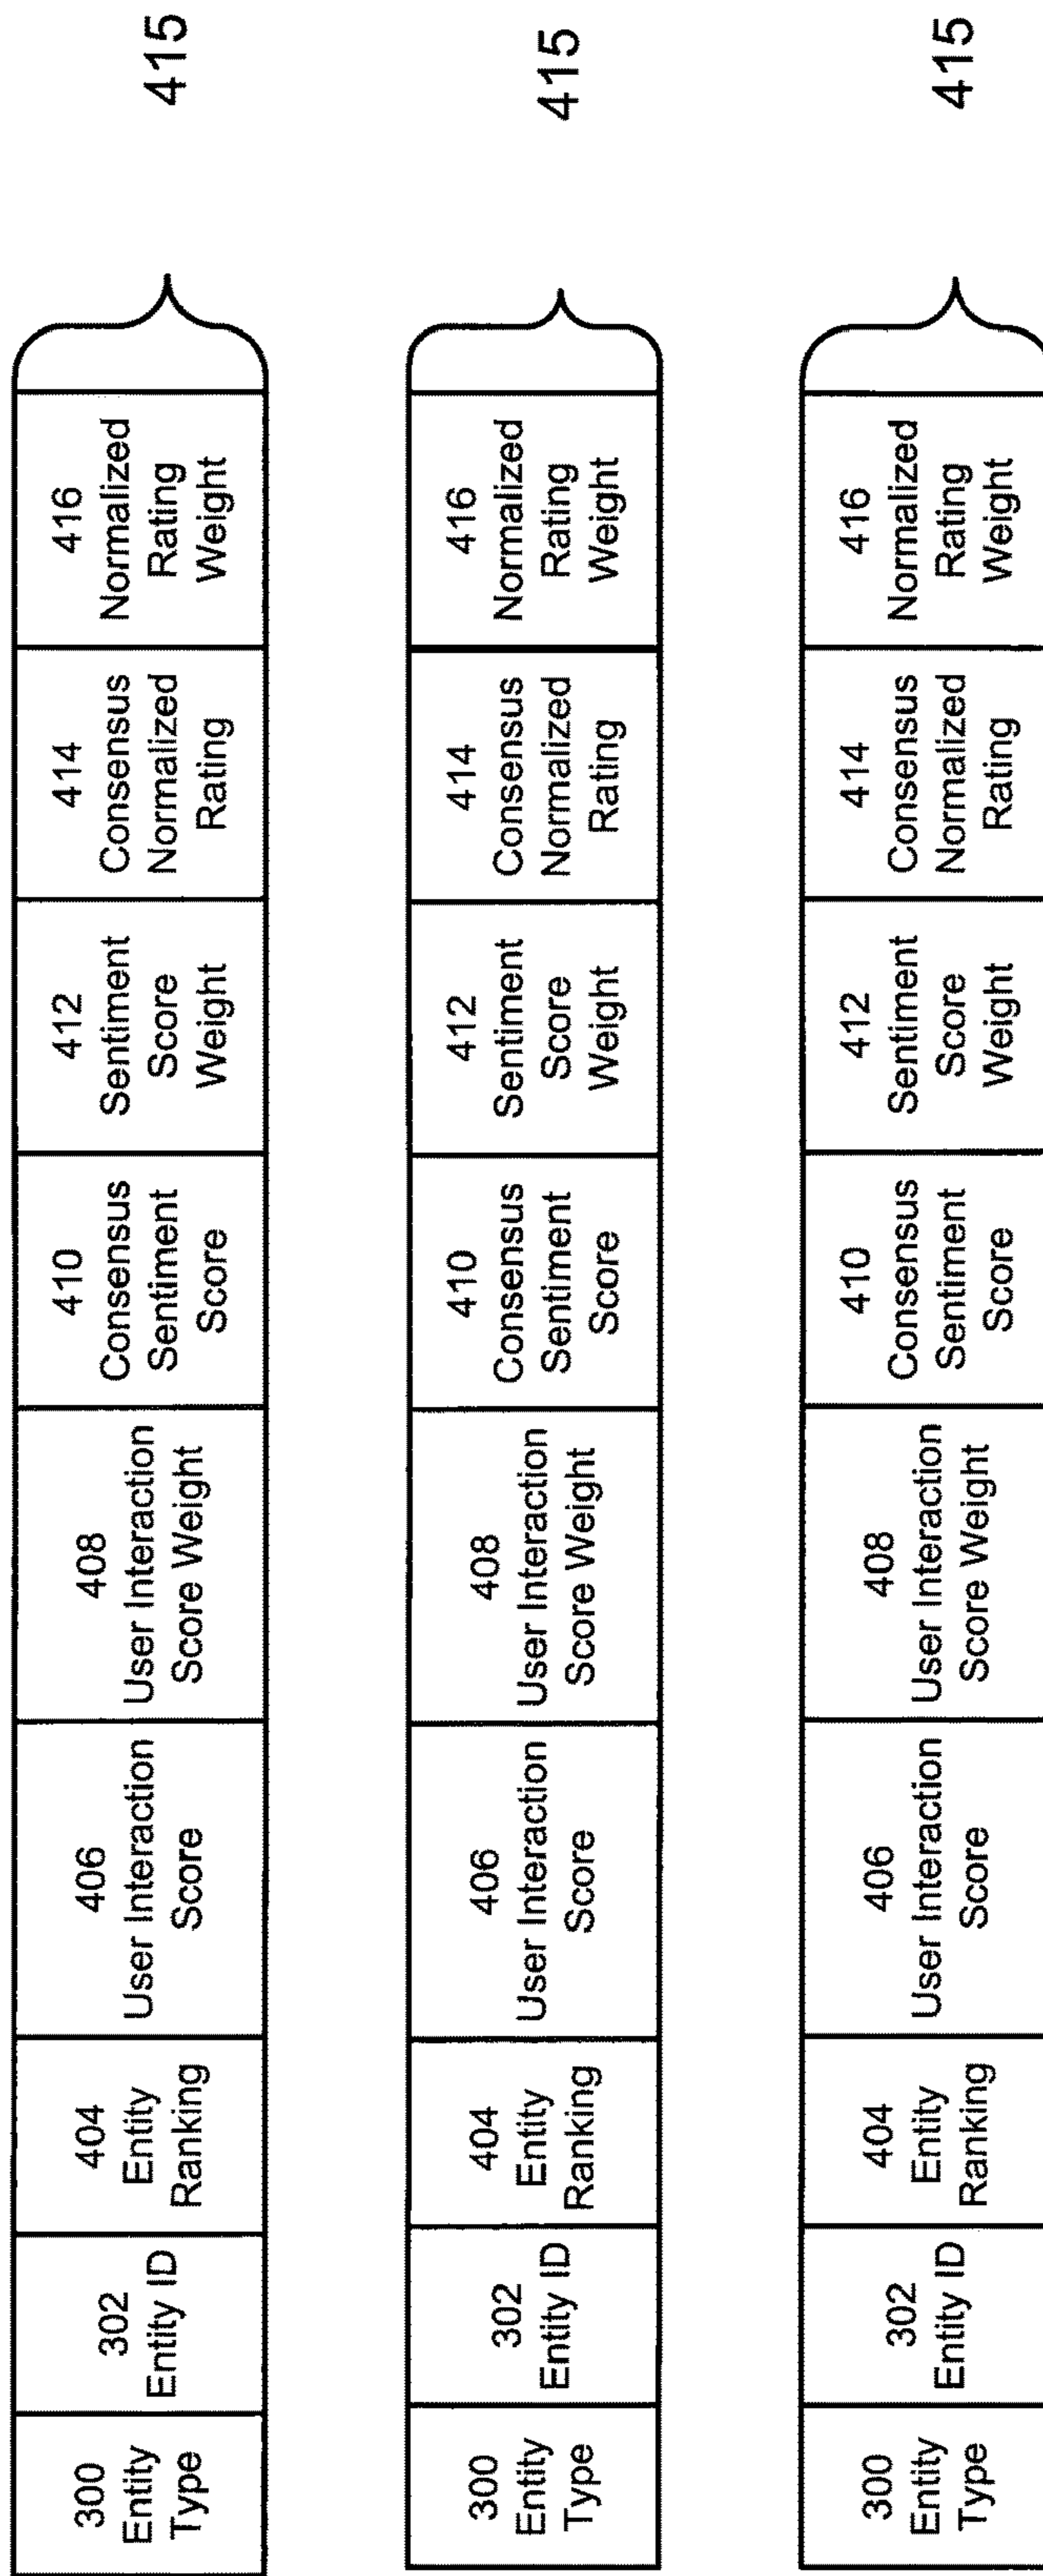 300
Entity
Type
302
Entity ID
404
Entity
Ranking
406
User Interaction
Score
408
User Interaction
Score Weight
410
Consensus
Sentiment
Score
412
Sentiment
Score
Weight
414
Consensus
Normalized
Rating
416
Normalized
Rating
Weight
415
300
Entity
Type
302
Entity ID
404
Entity
Ranking
406
User Interaction
Score
408
User Interaction
Score Weight
410
Consensus
Sentiment
Score
412
Sentiment
Score
Weight
414
Consensus
Normalized
Rating
416
Normalized
Rating
Weight
415
300
Entity
Type
302
Entity ID
404
Entity
Ranking
406
User Interaction
Score
408
User Interaction
Score Weight
410
Consensus
Sentiment
Score
412
Sentiment
Score
Weight
414
Consensus
Normalized
Rating
416
Normalized
Rating
Weight
415